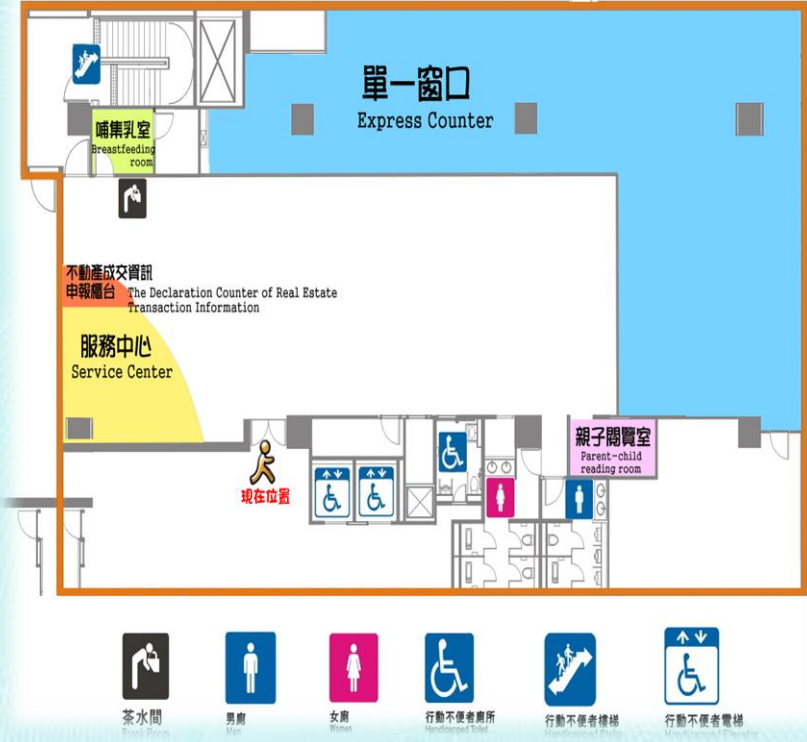 單一窗口
Express Counter
哺集乳室
Breastfeeding
room
不動產成交資訊
申報櫃台 The Declaration Counter of Real Estate
Transaction Information
服務中心
Service Center
現在位置
親子閱覽室
Parent-child
reading room
茶水間
男廁
女廁
行動不便者廁所
行動不便者樓梯
行動不便者電梯
Men
Women
Handicapped Toilet